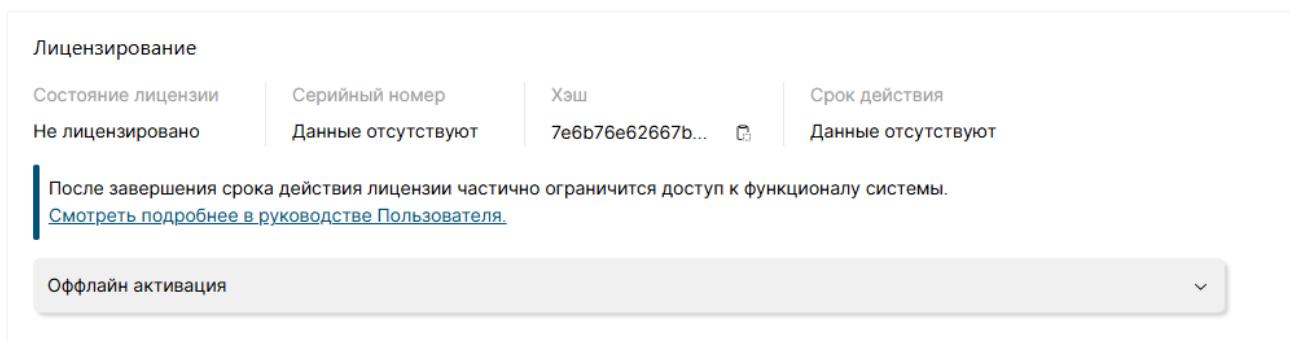 Лицензирование
Состояние лицензии Серийный номер Хэш Срок действия
Не лицензировано Данные отсутствуют 7e6b76e62667b... Данные отсутствуют
После завершения срока действия лицензии частично ограничится доступ к функционалу системы.
Смотреть подробнее в руководстве Пользователя.
Оффлайн активация